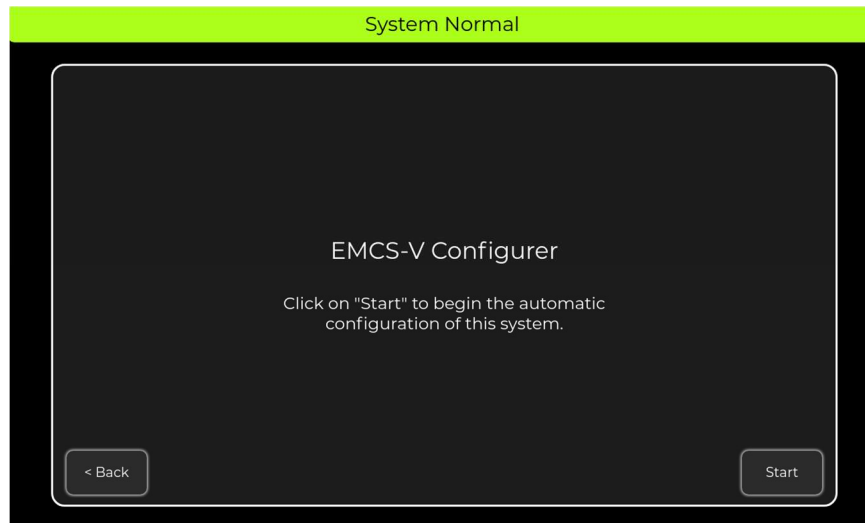 System Normal
EMCS-V Configurer
Click on "Start" to begin the automatic
configuration of this system.
< Back
Start